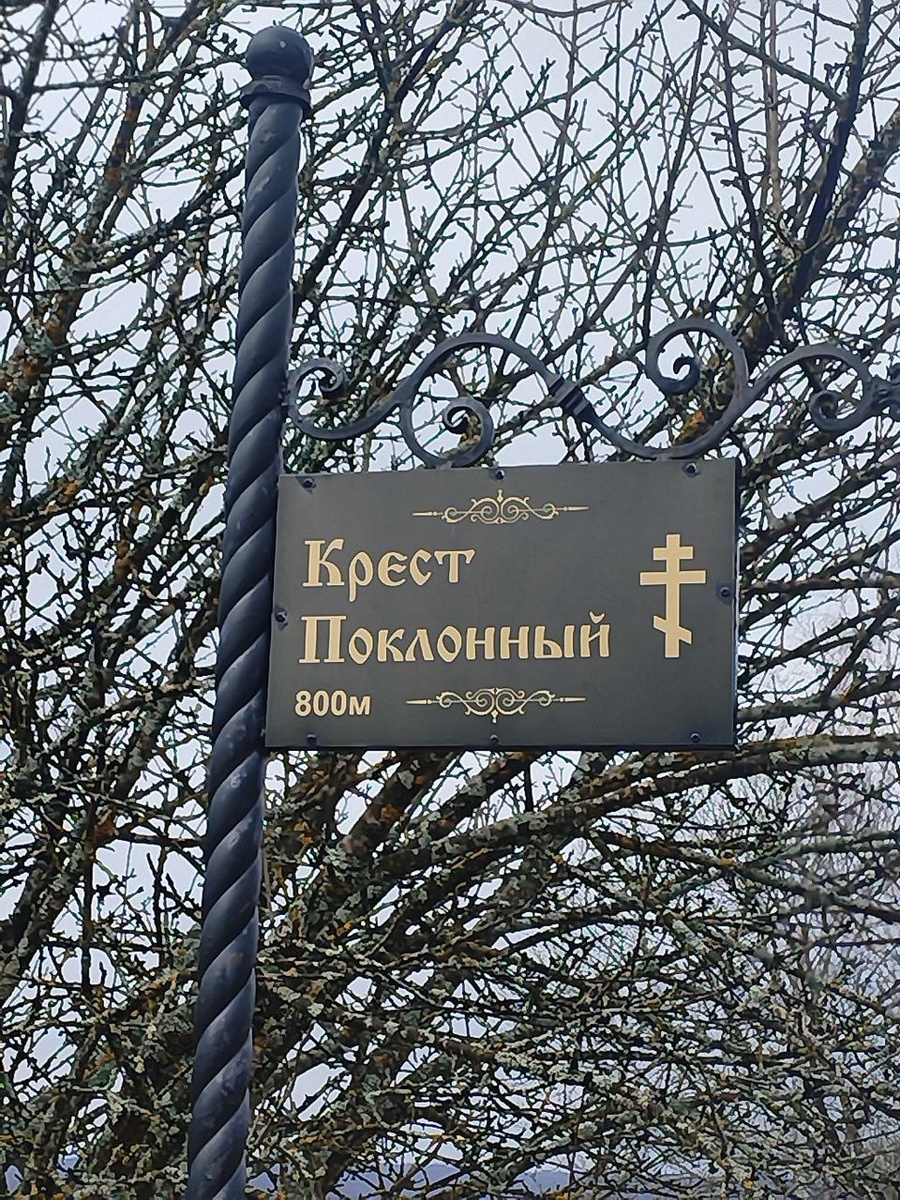 Крест
Поклонный
800м